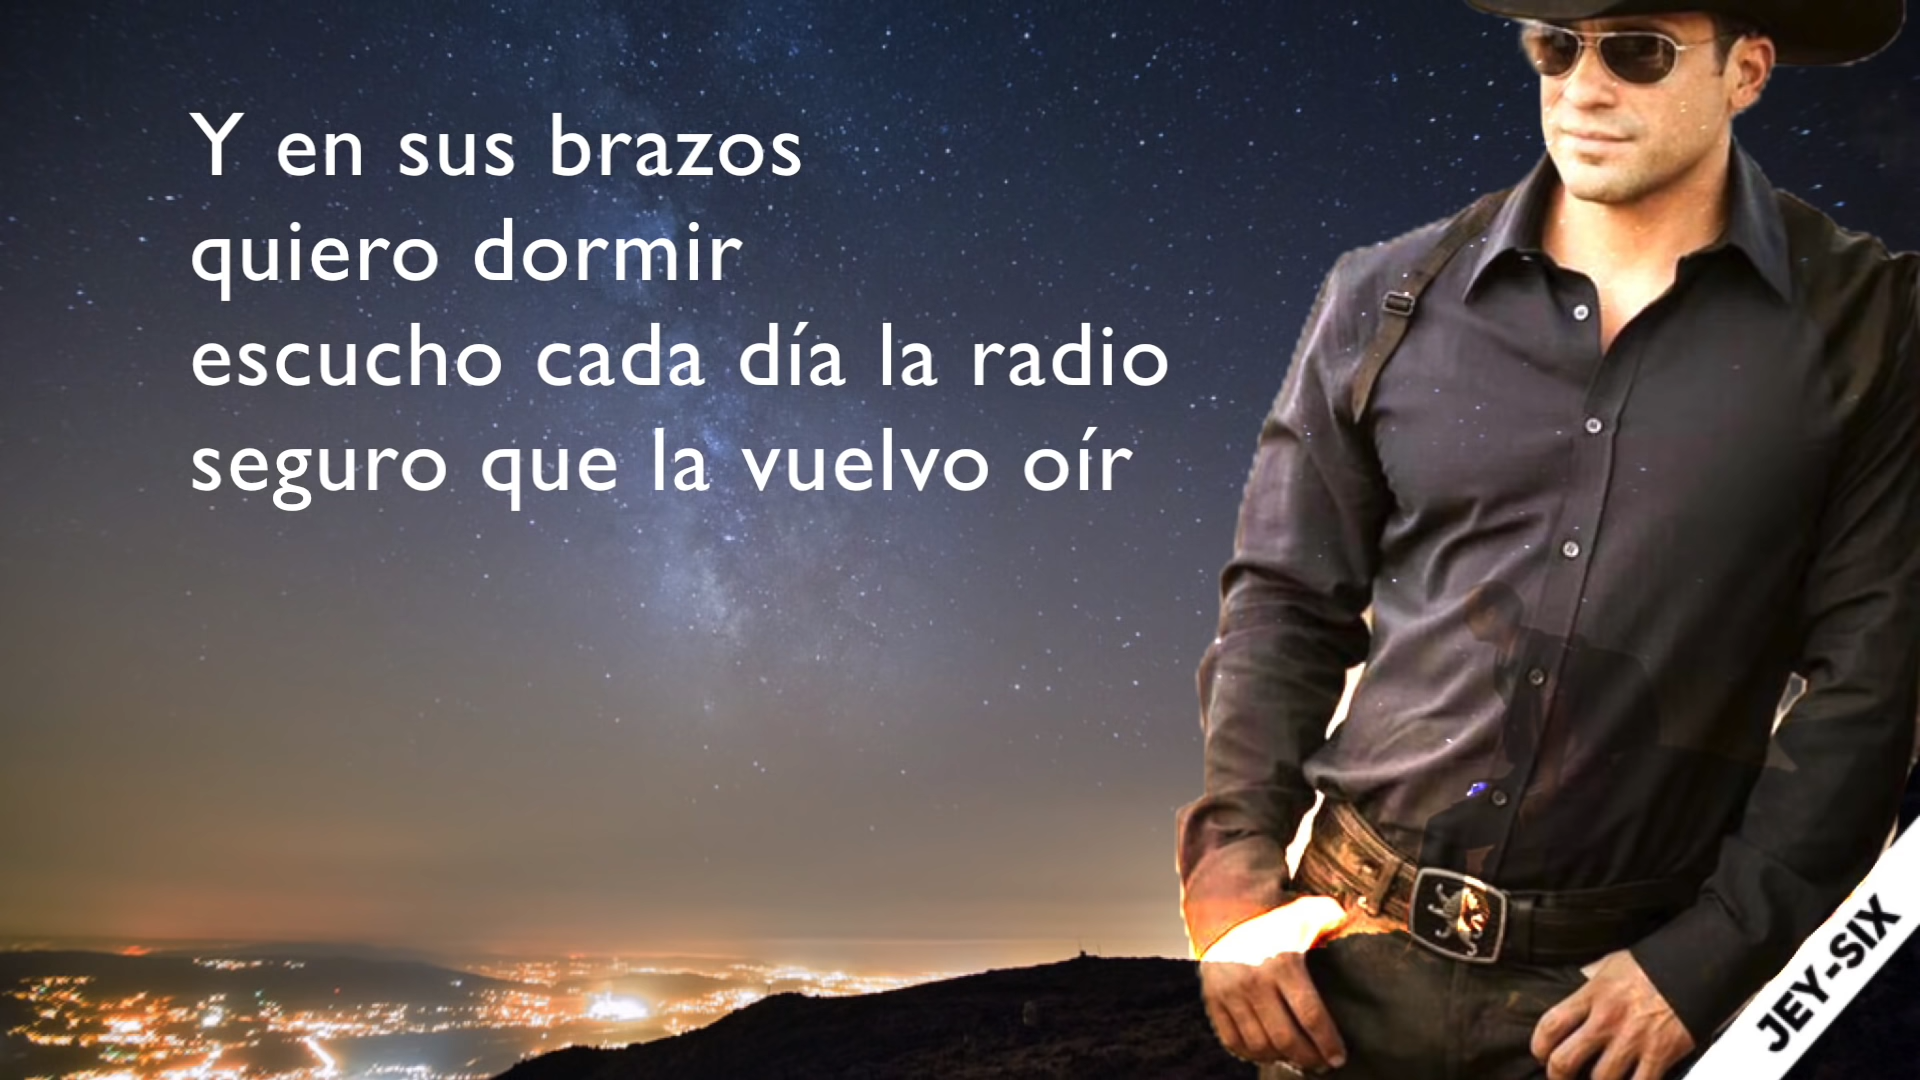 Y en sus brazos
quiero dormir
escucho cada día la radio
seguro que la vuelvo oír
JEY-SIX